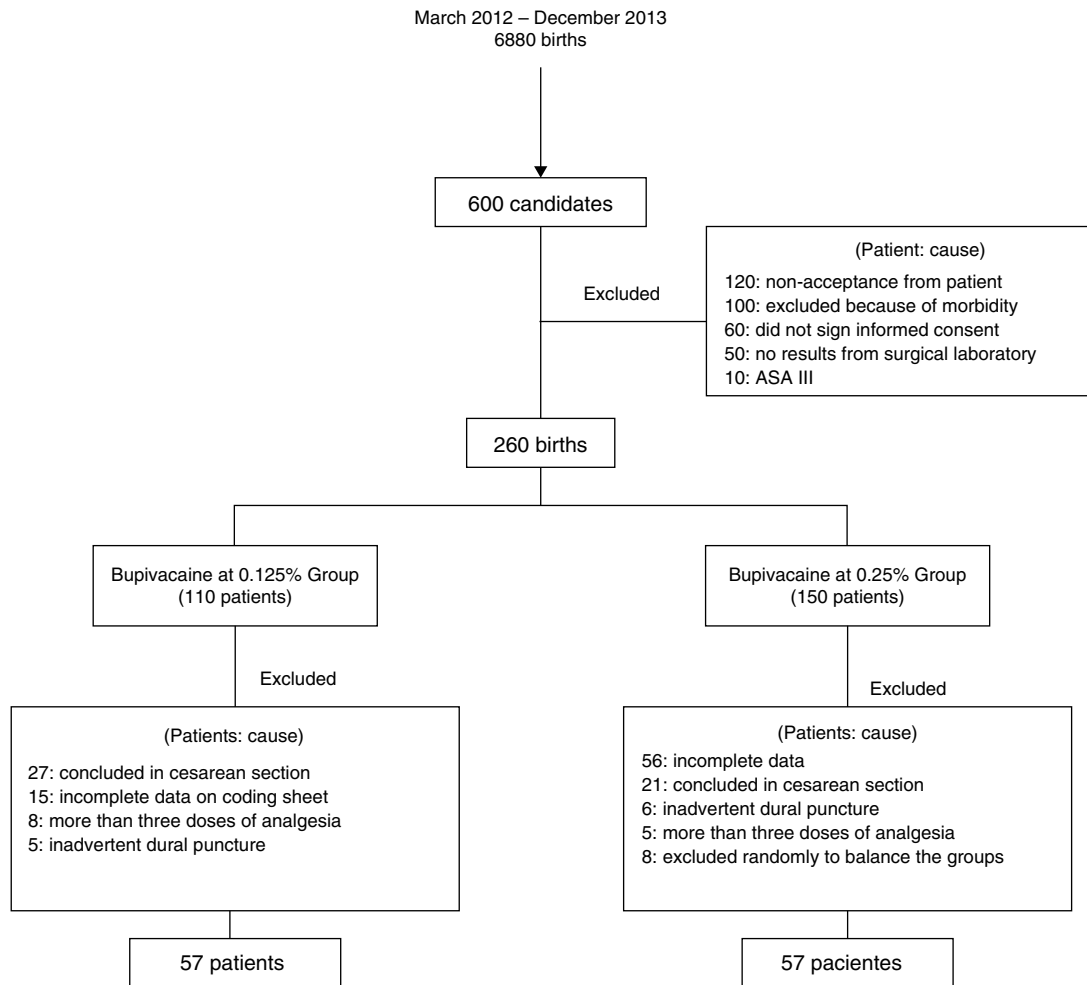 March 2012 – December 2013
6880 births
600 candidates
Excluded
(Patient: cause)
120: non-acceptance from patient
100: excluded because of morbidity
60: did not sign informed consent
50: no results from surgical laboratory
10: ASA III
260 births
Bupivacaine at 0.125% Group
(110 patients)
Bupivacaine at 0.25% Group
(150 patients)
Excluded
Excluded
(Patients: cause)
27: concluded in cesarean section
15: incomplete data on coding sheet
8: more than three doses of analgesia
5: inadvertent dural puncture
(Patients: cause)
56: incomplete data
21: concluded in cesarean section
6: inadvertent dural puncture
5: more than three doses of analgesia
8: excluded randomly to balance the groups
57 patients
57 pacientes